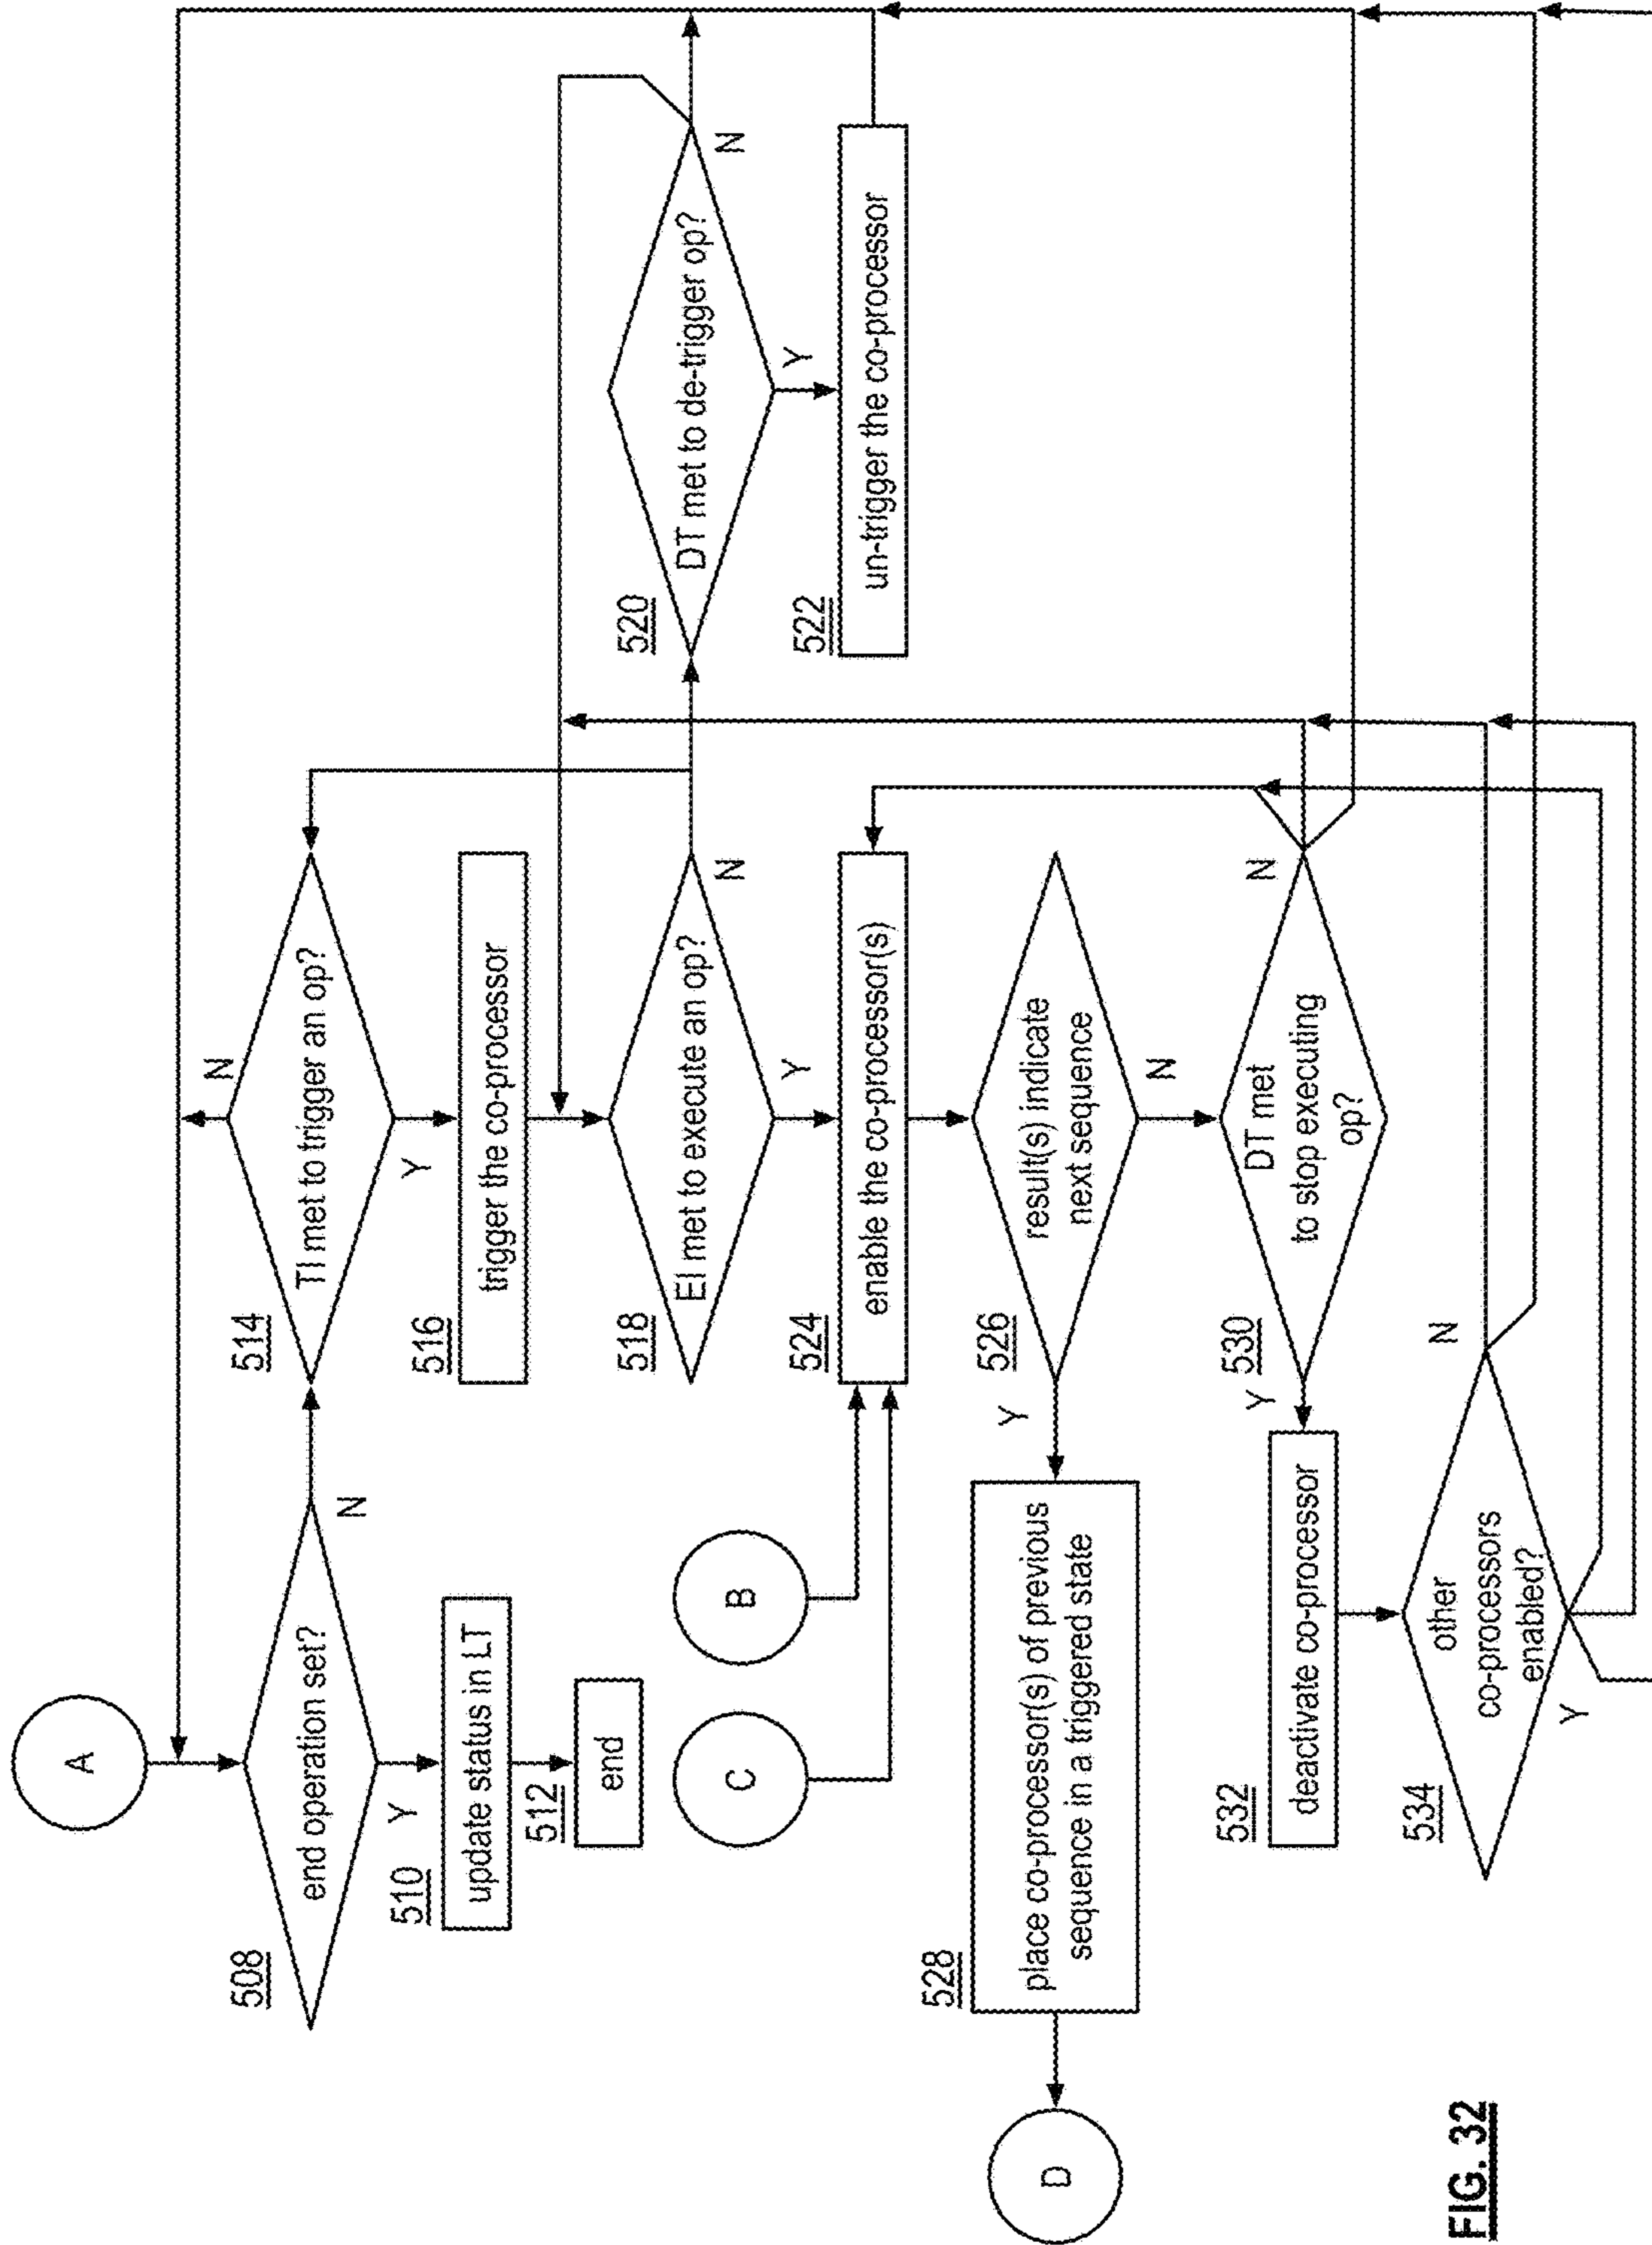 A
508
end operation set?
N
Y
510
update status in LT
512
end
514
TI met to trigger an op?
N
Y
516
trigger the co-processor
518
EI met to execute an op?
N
Y
520
DT met to de-trigger op?
N
Y
522
un-trigger the co-processor
B
C
524
enable the co-processor(s)
526
result(s) indicate
next sequence
Y
N
528
place co-processor(s) of previous
sequence in a triggered state
D
530
DT met
to stop executing
op?
N
Y
532
deactivate co-processor
534
other
co-processors
enabled?
N
Y
FIG. 32